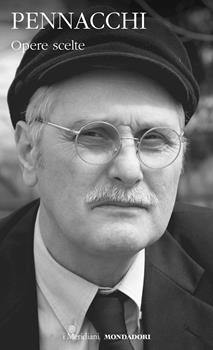 PENNACCHI
Opere scelte
i Meridiani MONDADORI